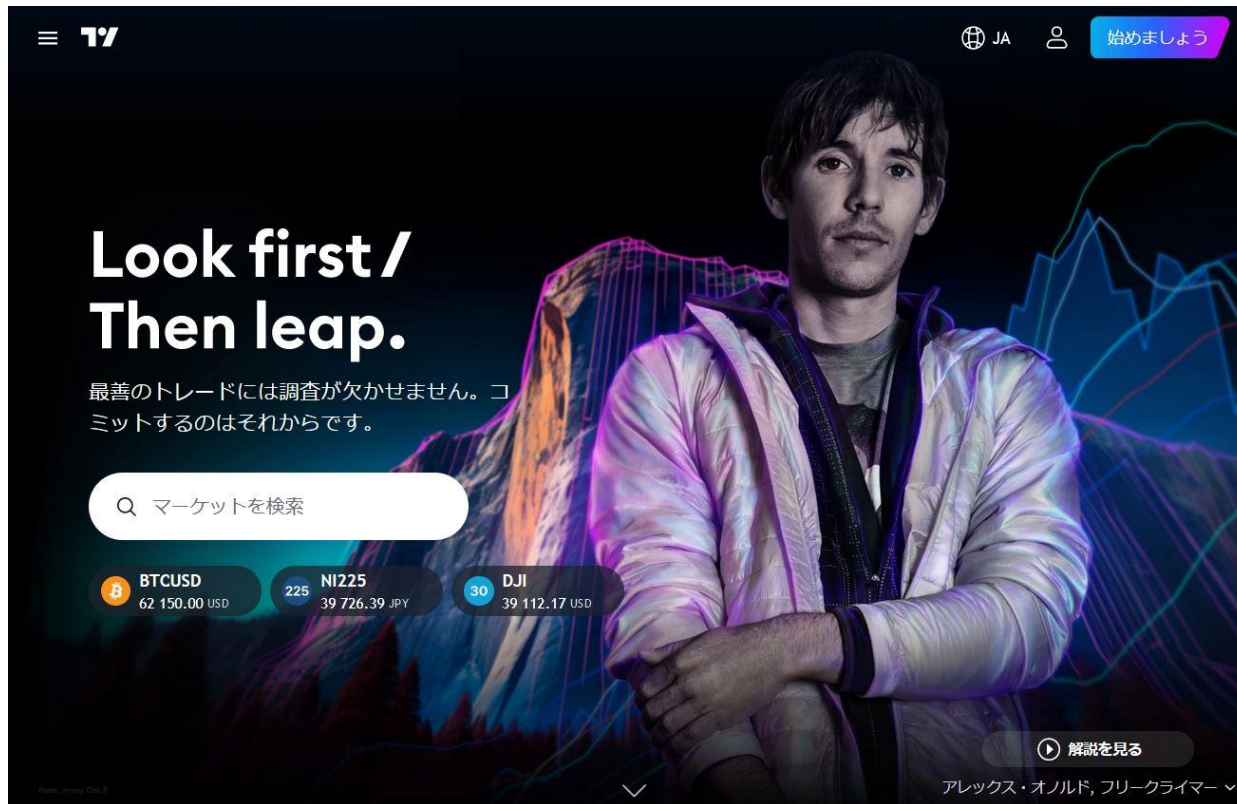 JA
始めましょう
Look first/
Then leap.
最善のトレードには調査が欠かせません。コ
ミットするのはそれからです。
マーケットを検索
BTCUSD
62 150.00 USD
225
NI225
39 726.39 JPY
30
DJI
39 112.17 USD
解説を見る
アレックス・オノルド, フリークライマー